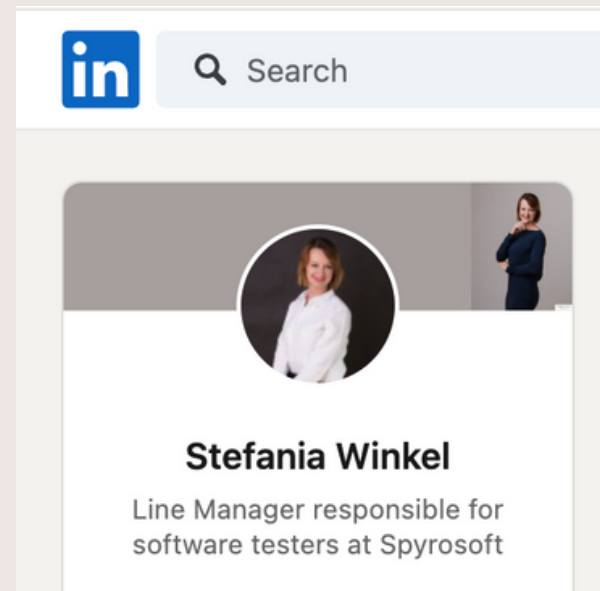 in
Search
Stefania Winkel
Line Manager responsible for
software testers at Spyrosoft